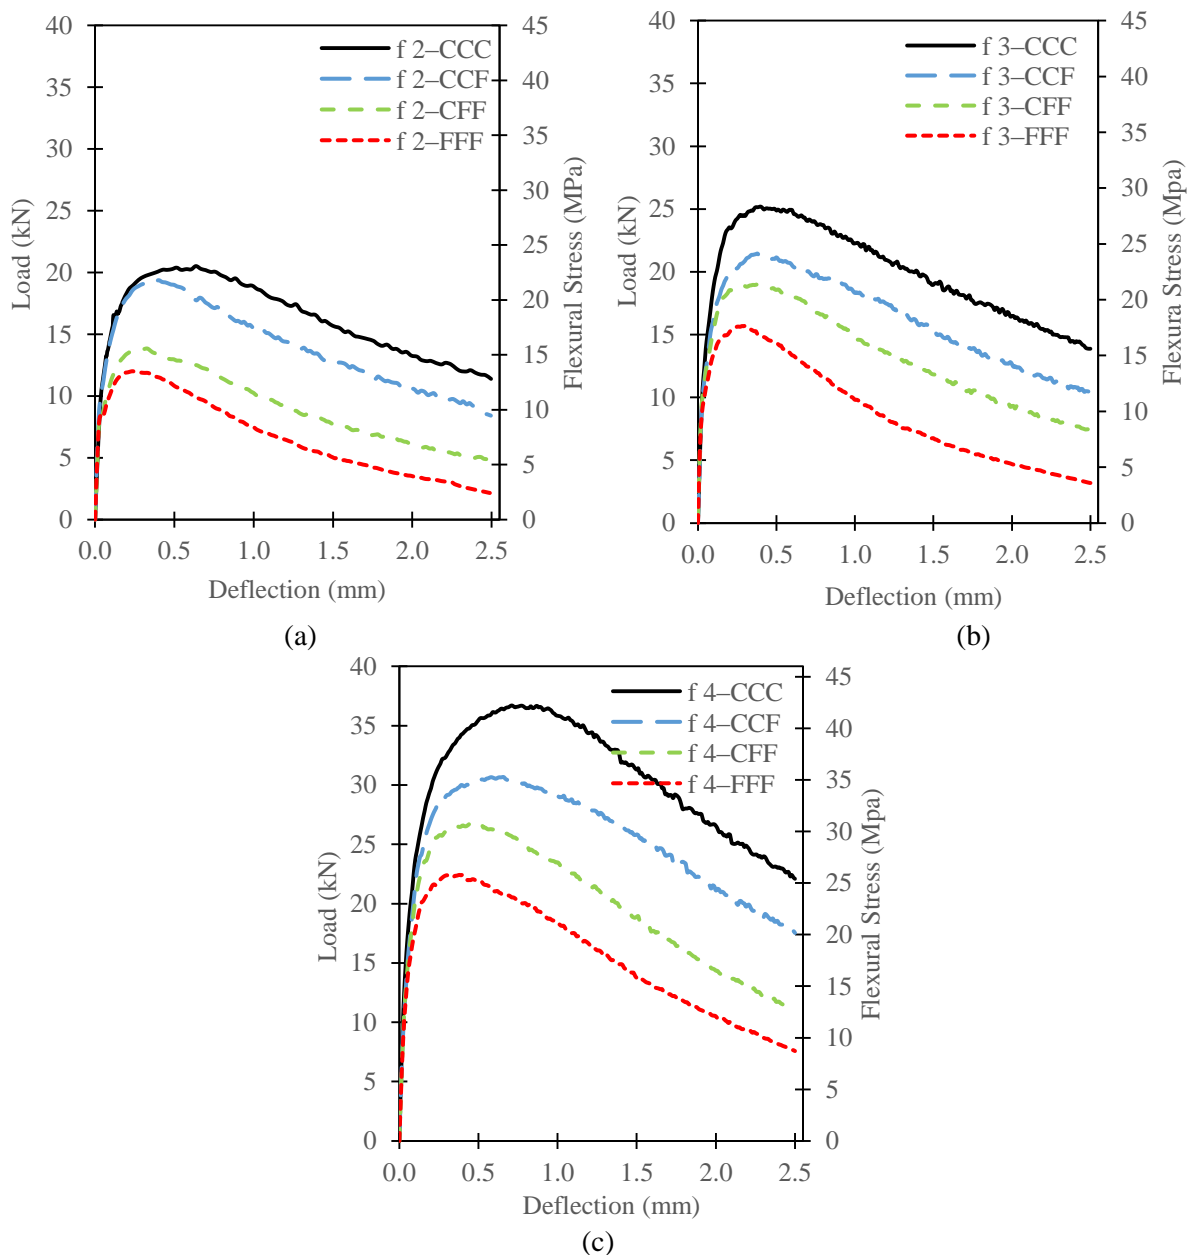 40
35
30
25
20
15
10
5
0
Load (kN)
f 2–CCC
f 2–CCF
f 2–CFF
f 2–FFF
45
40
35
30
25
20
15
10
5
0
Flexural Stress (MPa)
0.0 0.5 1.0 1.5 2.0 2.5
Deflection (mm)
(a)
40
35
30
25
20
15
10
5
0
Load (kN)
f 3–CCC
f 3–CCF
f 3–CFF
f 3–FFF
45
40
35
30
25
20
15
10
5
0
Flexura Stress (Mpa)
0.0 0.5 1.0 1.5 2.0 2.5
Deflection (mm)
(b)
40
35
30
25
20
15
10
5
0
Load (kN)
f 4–CCC
f 4–CCF
f 4–CFF
f 4–FFF
45
40
35
30
25
20
15
10
5
0
Flexural Stress (Mpa)
0.0 0.5 1.0 1.5 2.0 2.5
Deflection (mm)
(c)